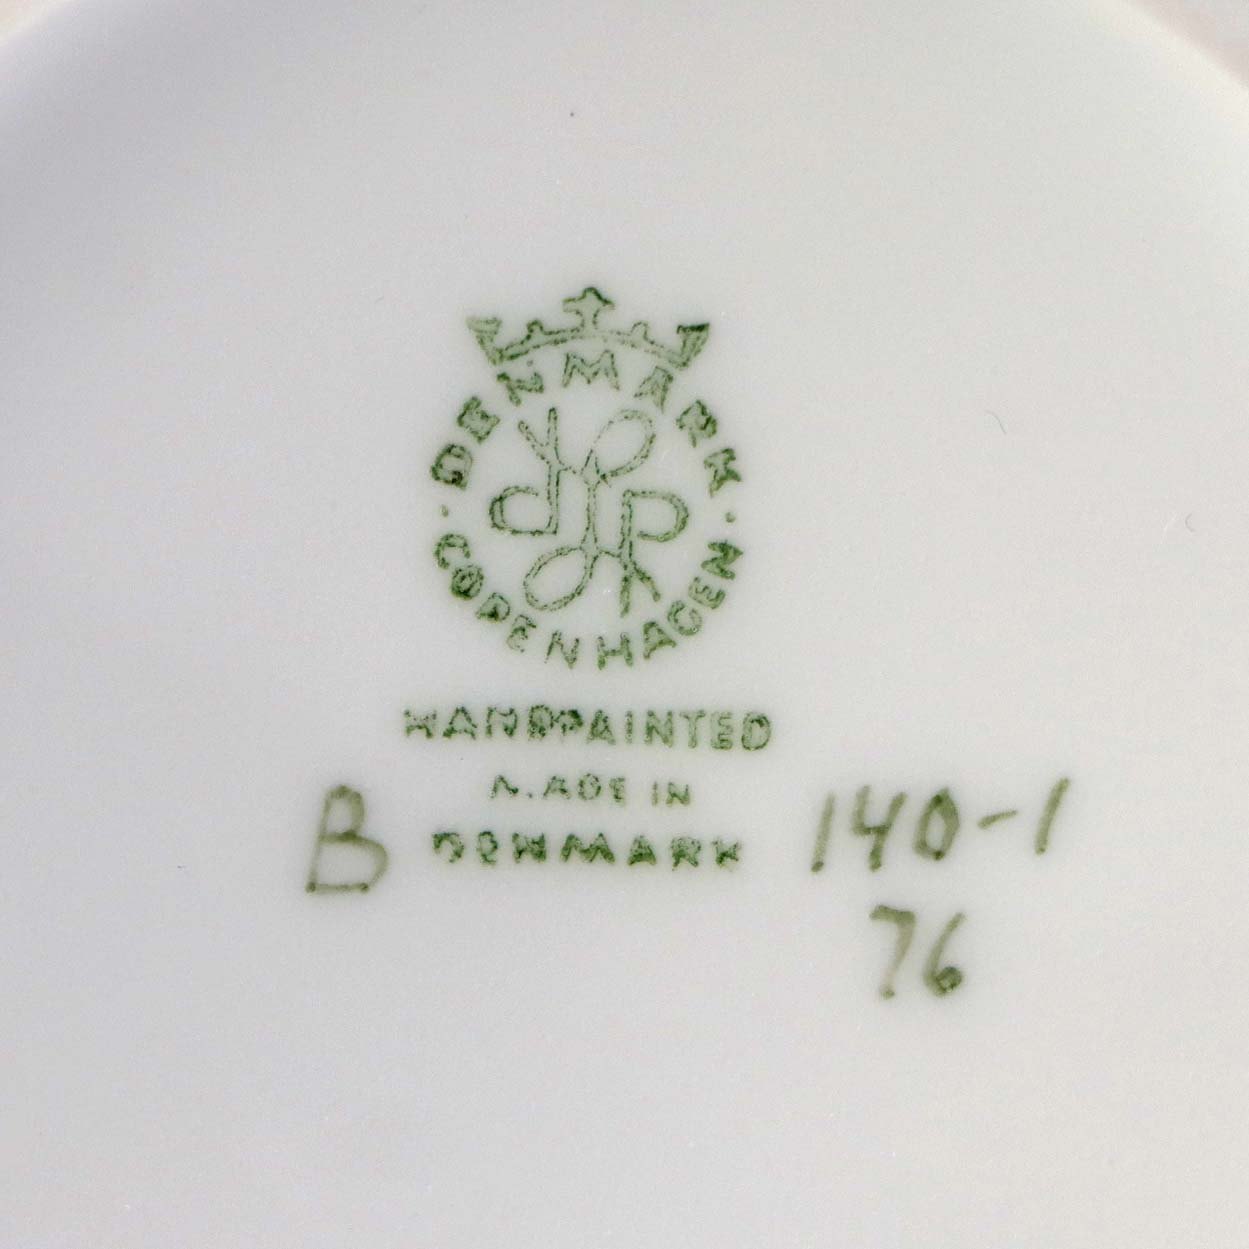 DENMARK
COPENHAGEN
HANDPAINTED
MADE IN
B DENMARK 140-1
76